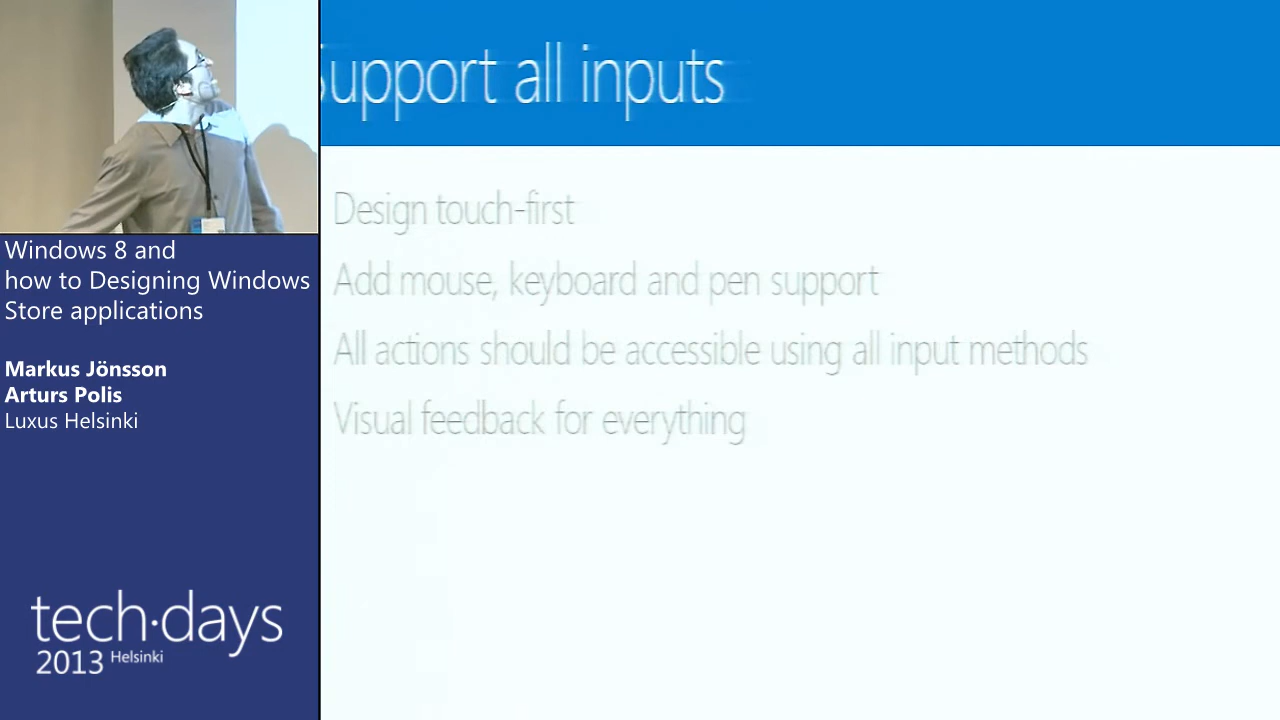 Support all inputs
Design touch-first
Add mouse, keyboard and pen support
All actions should be accessible using all input methods
Visual feedback for everything
Windows 8 and
how to Designing Windows
Store applications
Markus Jönsson
Arturs Polis
Luxus Helsinki
tech·days
2013 Helsinki